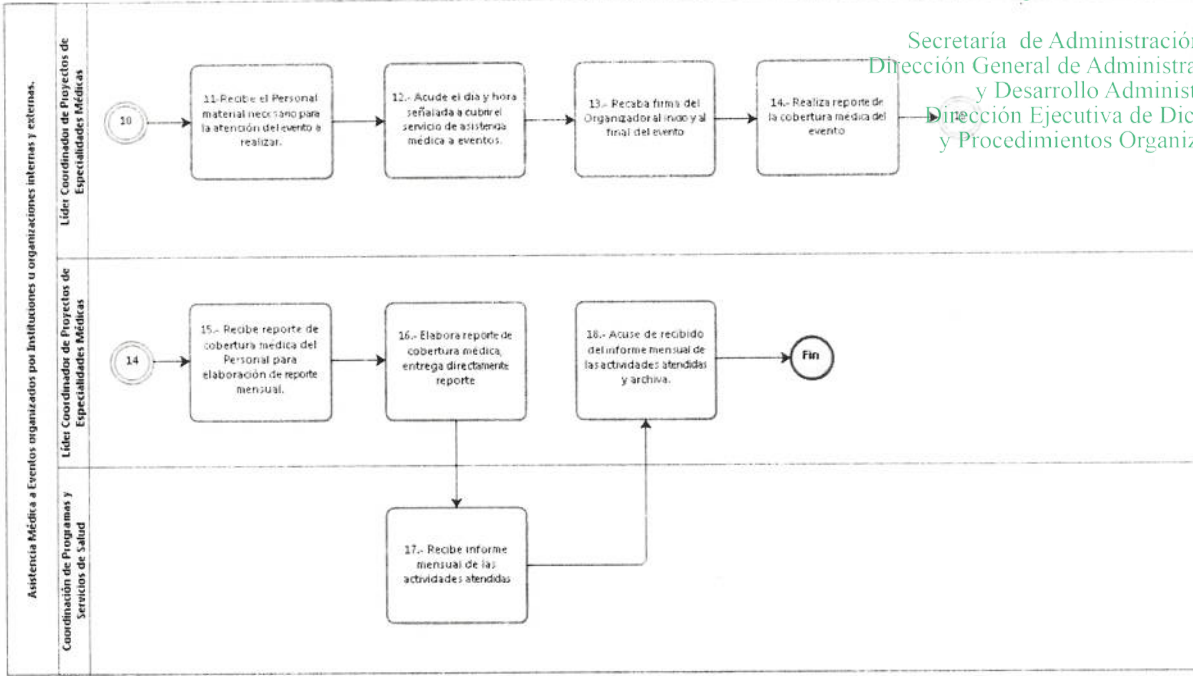 Secretaría de Administración
Dirección General de Administra
y Desarrollo Administ
Dirección Ejecutiva de Dic
y Procedimientos Organiz
Asistencia Médica a Eventos organizados por Instituciones u organizaciones internas y externas.
Líder Coordinador de Proyectos de
Especialidades Médicas
10
11-Recibe el Personal
material necesario para
la atención del evento a
realizar.
12.- Acude el día y hora
señalada a cubrir el
servicio de asistencia
médica a eventos.
13.- Recaba firma del
Organizador al inicio y al
final del evento
14.- Realiza reporte de
la cobertura médica del
evento
Líder Coordinador de Proyectos de
Especialidades Médicas
14
15.- Recibe reporte de
cobertura médica del
Personal para
elaboración de reporte
mensual.
16.- Elabora reporte de
cobertura médica,
entrega directamente
reporte
18.- Acuse de recibido
del informe mensual de
las actividades atendidas
y archiva.
Fin
Coordinación de Programas y
Servicios de Salud
17.- Recibe informe
mensual de las
actividades atendidas